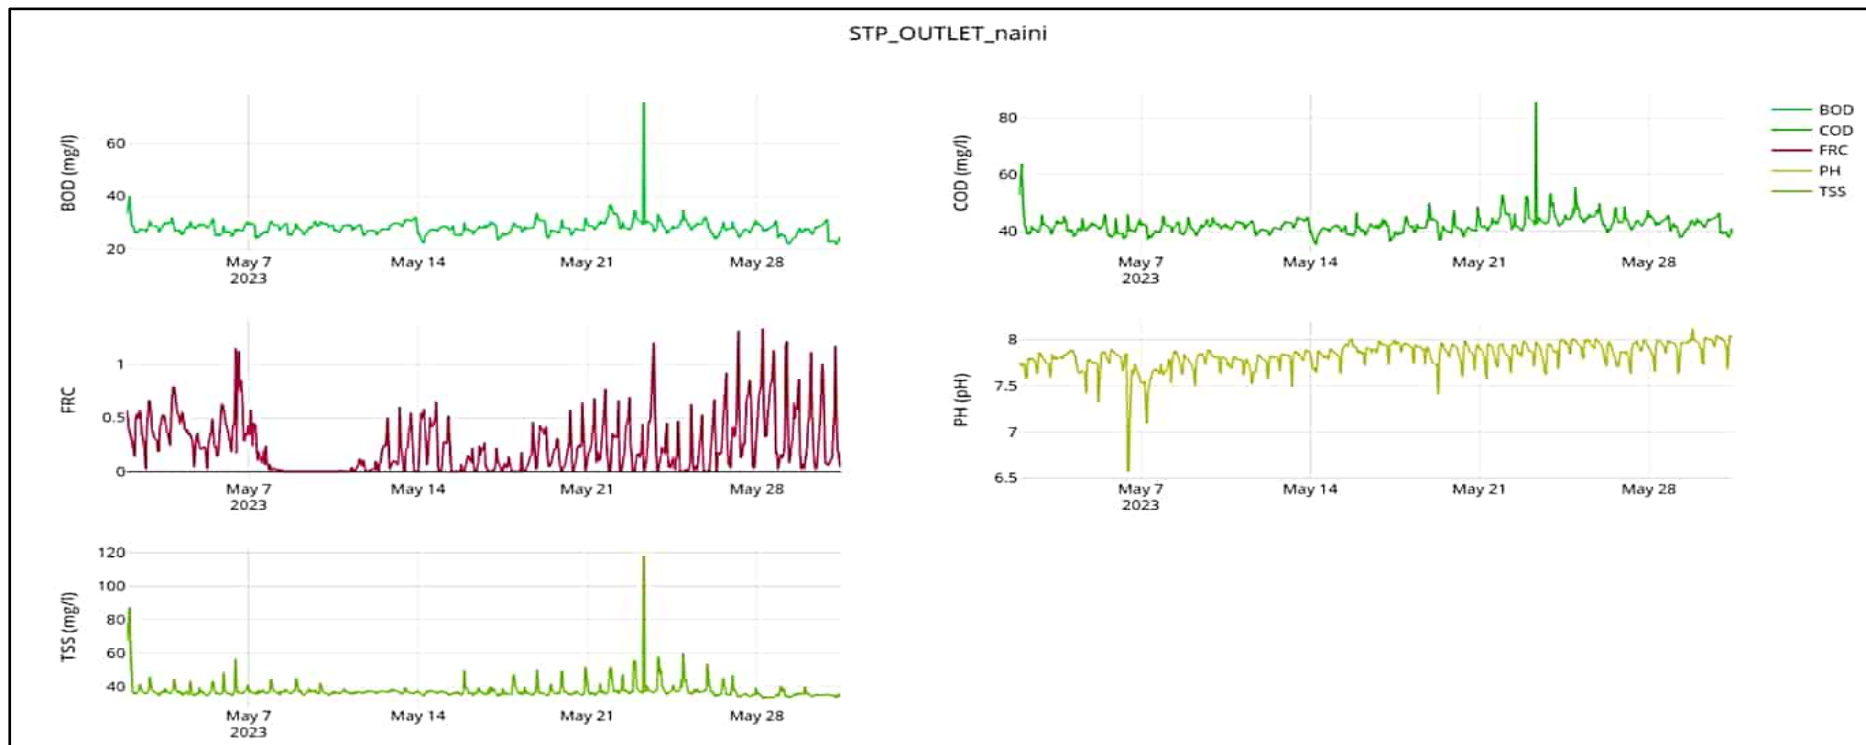 STP_OUTLET_naini
BOD (mg/l)
60
40
20
May 7
2023
May 14
May 21
May 28
COD (mg/l)
80
60
40
May 7
2023
May 14
May 21
May 28
BOD
COD
FRC
PH
TSS
FRC
1
0.5
0
May 7
2023
May 14
May 21
May 28
PH (pH)
8
7.5
7
6.5
May 7
2023
May 14
May 21
May 28
TSS (mg/l)
120
100
80
60
40
May 7
2023
May 14
May 21
May 28